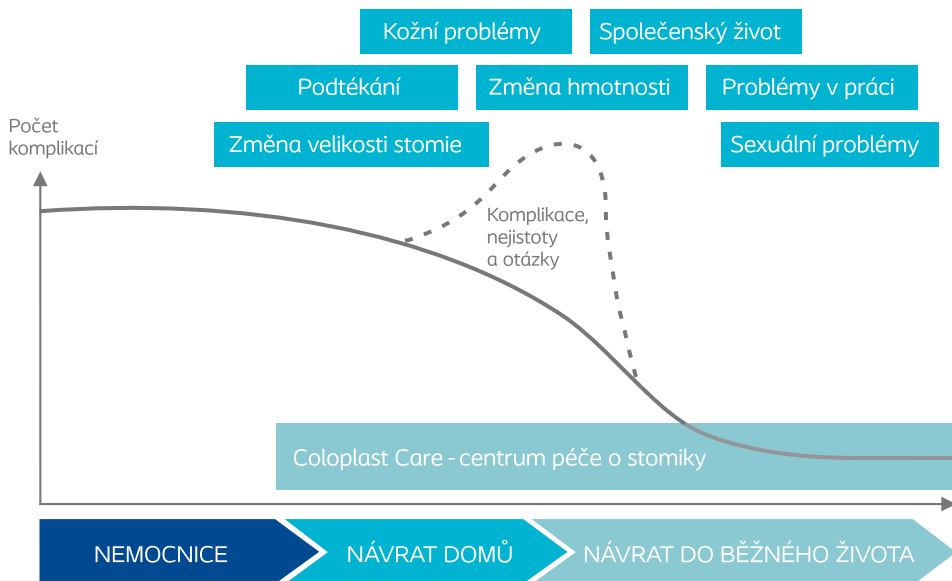 Kožní problémy
Společenský život
Podtékání
Změna hmotnosti
Problémy v práci
Počet
komplikací
Změna velikosti stomie
Sexuální problémy
Komplikace,
nejistoty
a otázky
Coloplast Care - centrum péče o stomiky
NEMOCNICE
NÁVRAT DOMŮ
NÁVRAT DO BĚŽNÉHO ŽIVOTA